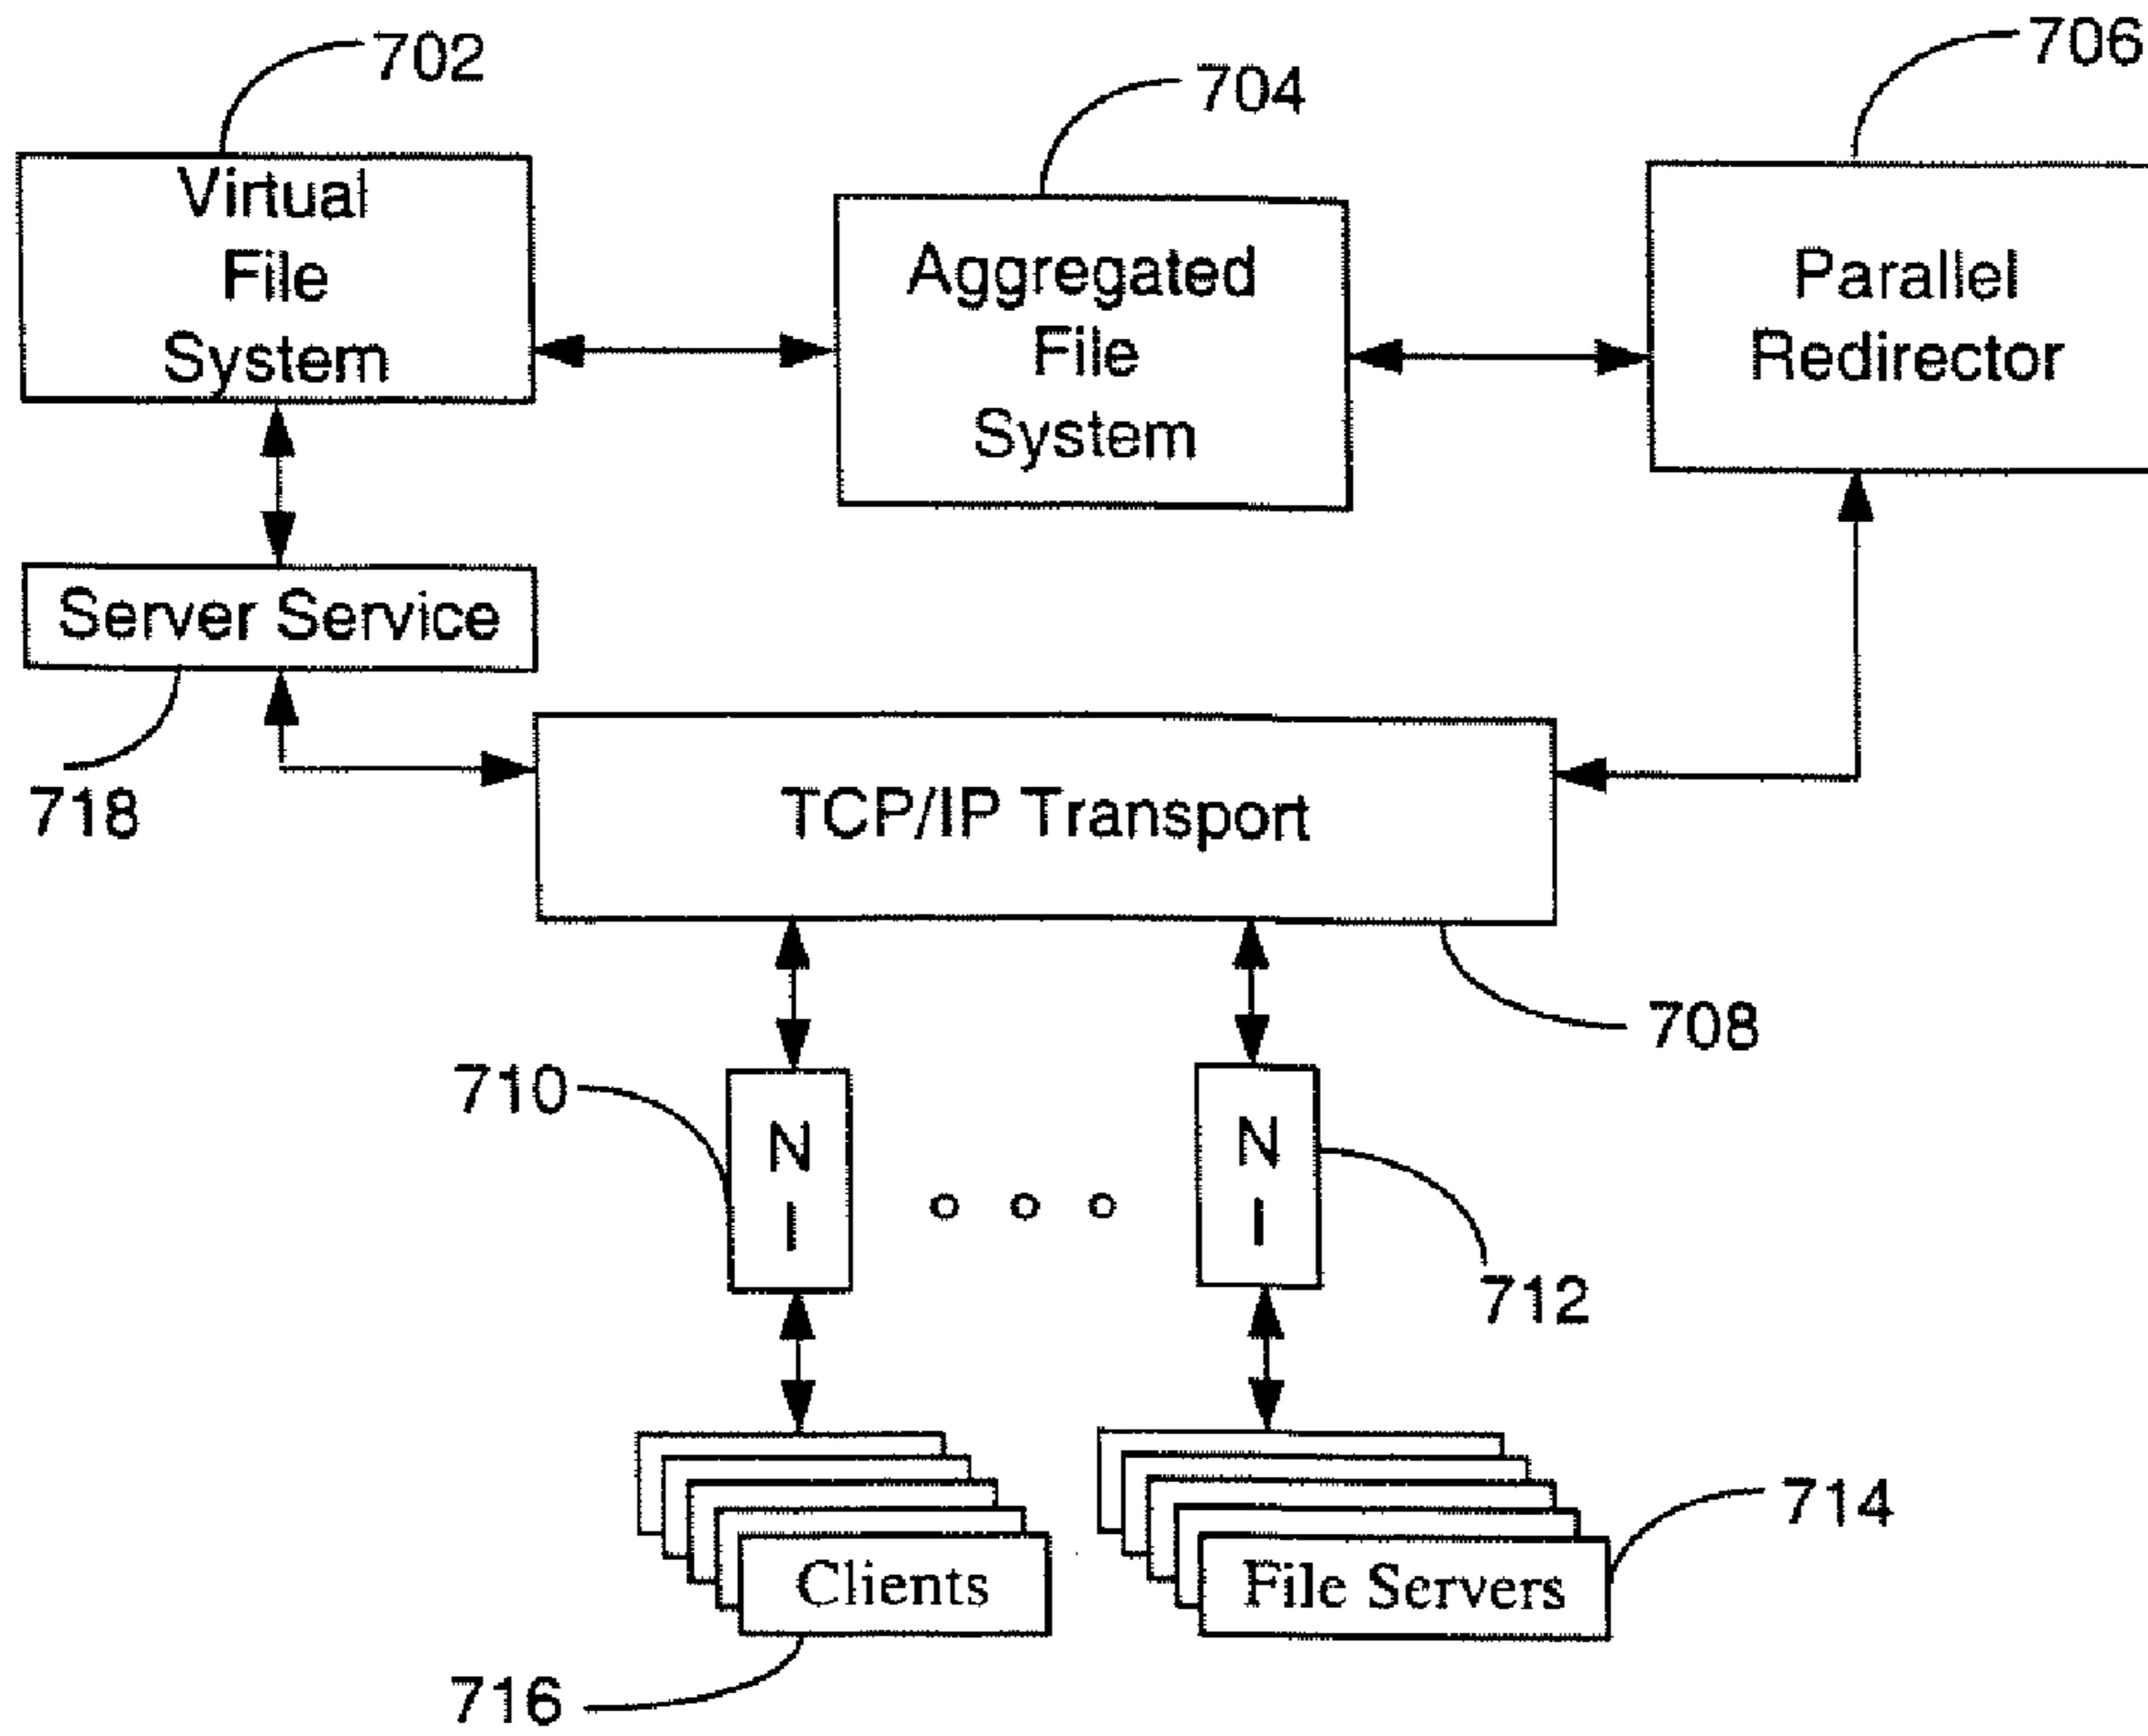 702
704
706
Virtual
File
System
Aggregated
File
System
Parallel
Redirector
Server Service
718
TCP/IP Transport
708
710
N
I
N
I
712
714
Clients
File Servers
716